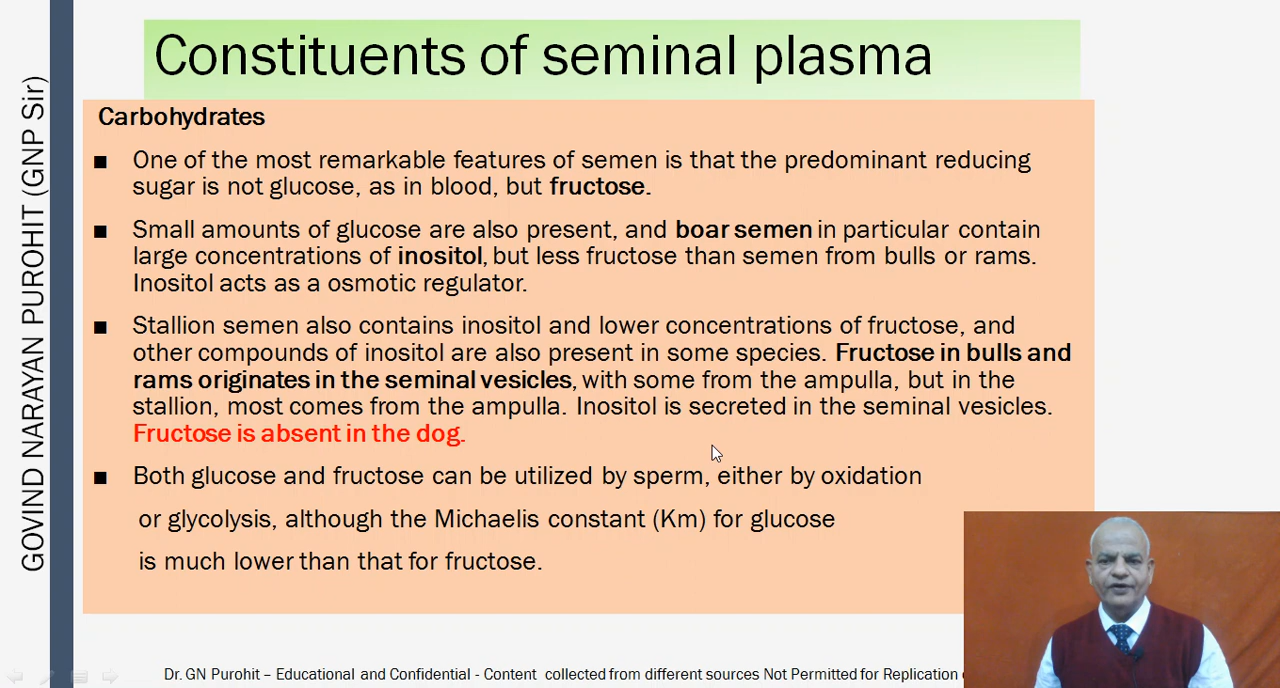 Constituents of seminal plasma
GOVIND NARAYAN PUROHIT (GNP Sir)
Carbohydrates
■ One of the most remarkable features of semen is that the predominant reducing
sugar is not glucose, as in blood, but fructose.
■ Small amounts of glucose are also present, and boar semen in particular contain
large concentrations of inositol, but less fructose than semen from bulls or rams.
Inositol acts as a osmotic regulator.
■ Stallion semen also contains inositol and lower concentrations of fructose, and
other compounds of inositol are also present in some species. Fructose in bulls and
rams originates in the seminal vesicles, with some from the ampulla, but in the
stallion, most comes from the ampulla. Inositol is secreted in the seminal vesicles.
Fructose is absent in the dog.
■ Both glucose and fructose can be utilized by sperm, either by oxidation
or glycolysis, although the Michaelis constant (Km) for glucose
is much lower than that for fructose.
Dr. GN Purohit – Educational and Confidential - Content collected from different sources Not Permitted for Replication